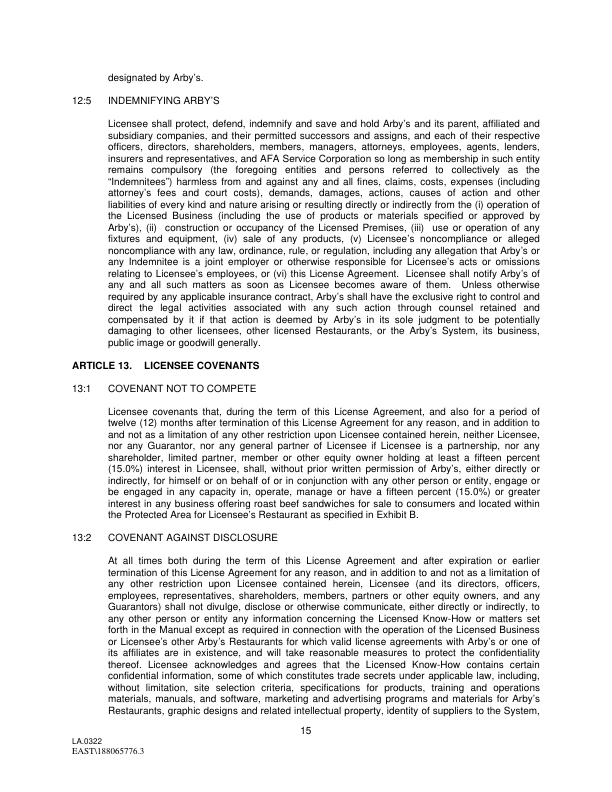 designated by Arby's.
12:5 INDEMNIFYING ARBY'S
Licensee shall protect, defend, indemnify and save and hold Arby's and its parent, affiliated and
subsidiary companies, and their permitted successors and assigns, and each of their respective
officers, directors, shareholders, members, managers, attorneys, employees, agents, lenders,
insurers and representatives, and AFA Service Corporation so long as membership in such entity
remains compulsory (the foregoing entities and persons referred to collectively as the
"Indemnitees") harmless from and against any and all fines, claims, costs, expenses (including
attorney's fees and court costs), demands, damages, actions, causes of action and other
liabilities of every kind and nature arising or resulting directly or indirectly from the (i) operation of
the Licensed Business (including the use of products or materials specified or approved by
Arby's), (ii) construction or occupancy of the Licensed Premises, (iii) use or operation of any
fixtures and equipment, (iv) sale of any products, (v) Licensee's noncompliance or alleged
noncompliance with any law, ordinance, rule, or regulation, including any allegation that Arby's or
any Indemnitee is a joint employer or otherwise responsible for Licensee's acts or omissions
relating to Licensee's employees, or (vi) this License Agreement. Licensee shall notify Arby's of
any and all such matters as soon as Licensee becomes aware of them. Unless otherwise
required by any applicable insurance contract, Arby's shall have the exclusive right to control and
direct the legal activities associated with any such action through counsel retained and
compensated by it if that action is deemed by Arby's in its sole judgment to be potentially
damaging to other licensees, other licensed Restaurants, or the Arby's System, its business,
public image or goodwill generally.
ARTICLE 13. LICENSEE COVENANTS
13:1 COVENANT NOT TO COMPETE
Licensee covenants that, during the term of this License Agreement, and also for a period of
twelve (12) months after termination of this License Agreement for any reason, and in addition to
and not as a limitation of any other restriction upon Licensee contained herein, neither Licensee,
nor any Guarantor, nor any general partner of Licensee if Licensee is a partnership, nor any
shareholder, limited partner, member or other equity owner holding at least a fifteen percent
(15.0%) interest in Licensee, shall, without prior written permission of Arby's, either directly or
indirectly, for himself or on behalf of or in conjunction with any other person or entity, engage or
be engaged in any capacity in, operate, manage or have a fifteen percent (15.0%) or greater
interest in any business offering roast beef sandwiches for sale to consumers and located within
the Protected Area for Licensee's Restaurant as specified in Exhibit B.
13:2 COVENANT AGAINST DISCLOSURE
At all times both during the term of this License Agreement and after expiration or earlier
termination of this License Agreement for any reason, and in addition to and not as a limitation of
any other restriction upon Licensee contained herein, Licensee (and its directors, officers,
employees, representatives, shareholders, members, partners or other equity owners, and any
Guarantors) shall not divulge, disclose or otherwise communicate, either directly or indirectly, to
any other person or entity any information concerning the Licensed Know-How or matters set
forth in the Manual except as required in connection with the operation of the Licensed Business
or Licensee's other Arby's Restaurants for which valid license agreements with Arby's or one of
its affiliates are in existence, and will take reasonable measures to protect the confidentiality
thereof. Licensee acknowledges and agrees that the Licensed Know-How contains certain
confidential information, some of which constitutes trade secrets under applicable law, including,
without limitation, site selection criteria, specifications for products, training and operations
materials, manuals, and software, marketing and advertising programs and materials for Arby's
Restaurants, graphic designs and related intellectual property, identity of suppliers to the System,
15
LA.0322
EAST\188065776.3